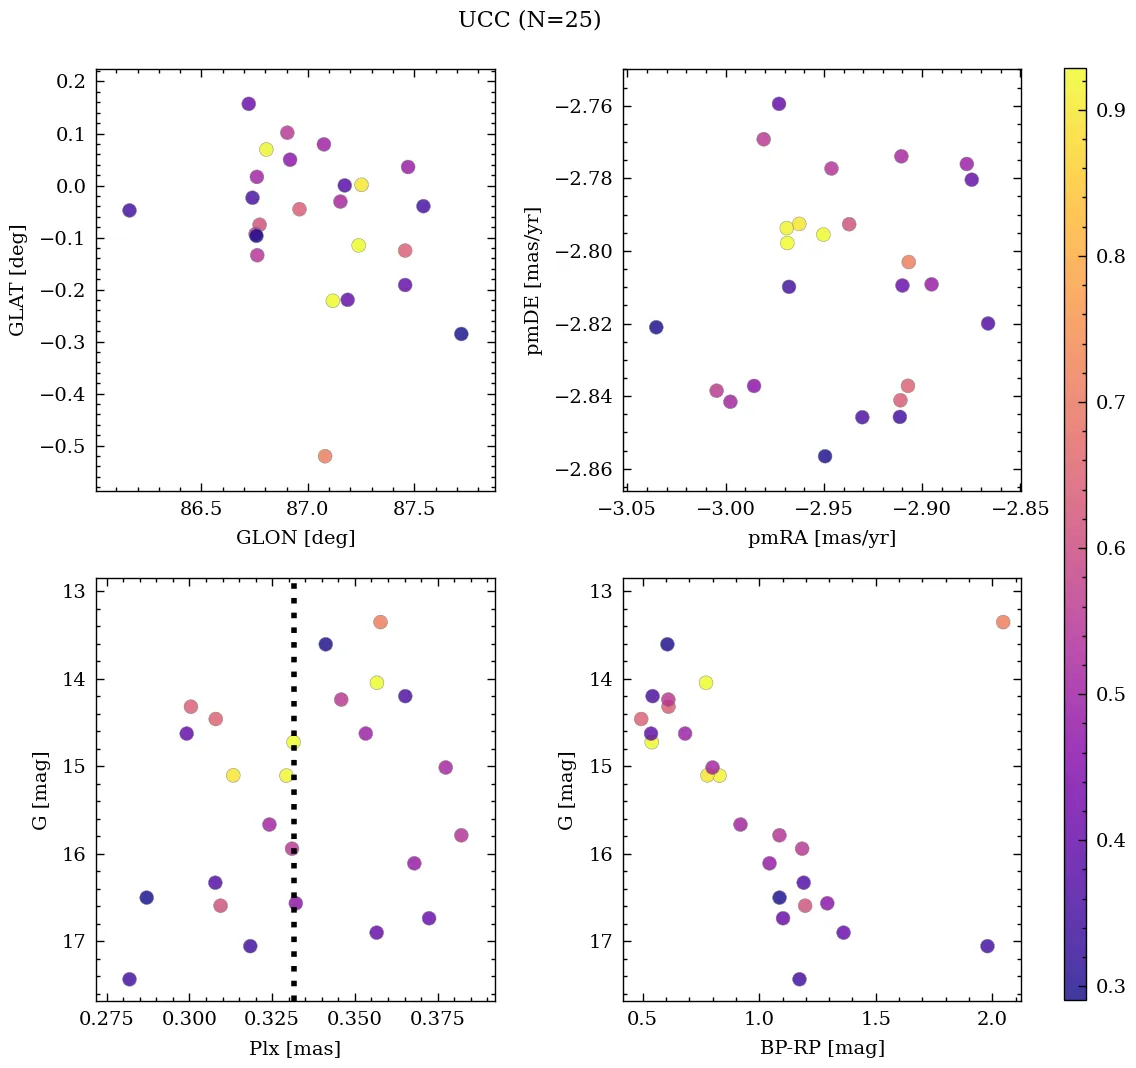 UCC (N=25)
0.2
0.1
0.0
−0.1
−0.2
−0.3
−0.4
−0.5
GLAT [deg]
86.5 87.0 87.5
GLON [deg]
−2.76
−2.78
−2.80
−2.82
−2.84
−2.86
pmDE [mas/yr]
−3.05 −3.00 −2.95 −2.90 −2.85
pmRA [mas/yr]
13
14
15
16
17
G [mag]
0.275 0.300 0.325 0.350 0.375
Plx [mas]
13
14
15
16
17
G [mag]
0.5 1.0 1.5 2.0
BP-RP [mag]
0.9
0.8
0.7
0.6
0.5
0.4
0.3